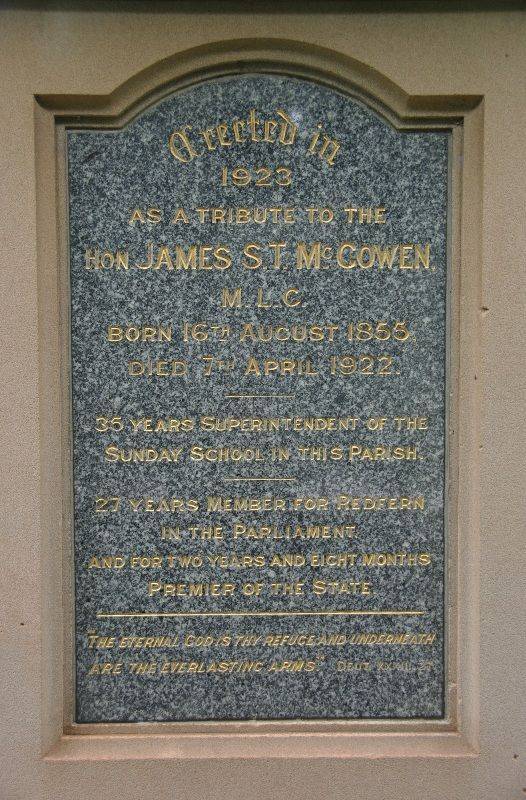 Erected in
1923
AS A TRIBUTE TO THE
HON. JAMES S.T. McGOWEN.
M.L.C.
BORN 16TH AUGUST 1855.
DIED 7TH APRIL 1922.
35 YEARS SUPERINTENDENT OF THE
SUNDAY SCHOOL IN THIS PARISH.
27 YEARS MEMBER FOR REDFERN
IN THE PARLIAMENT
AND FOR TWO YEARS AND EIGHT MONTHS
PREMIER OF THE STATE.
"THE ETERNAL GOD IS THY REFUGE AND UNDERNEATH
ARE THE EVERLASTING ARMS." DEUT. XXXIII, 27